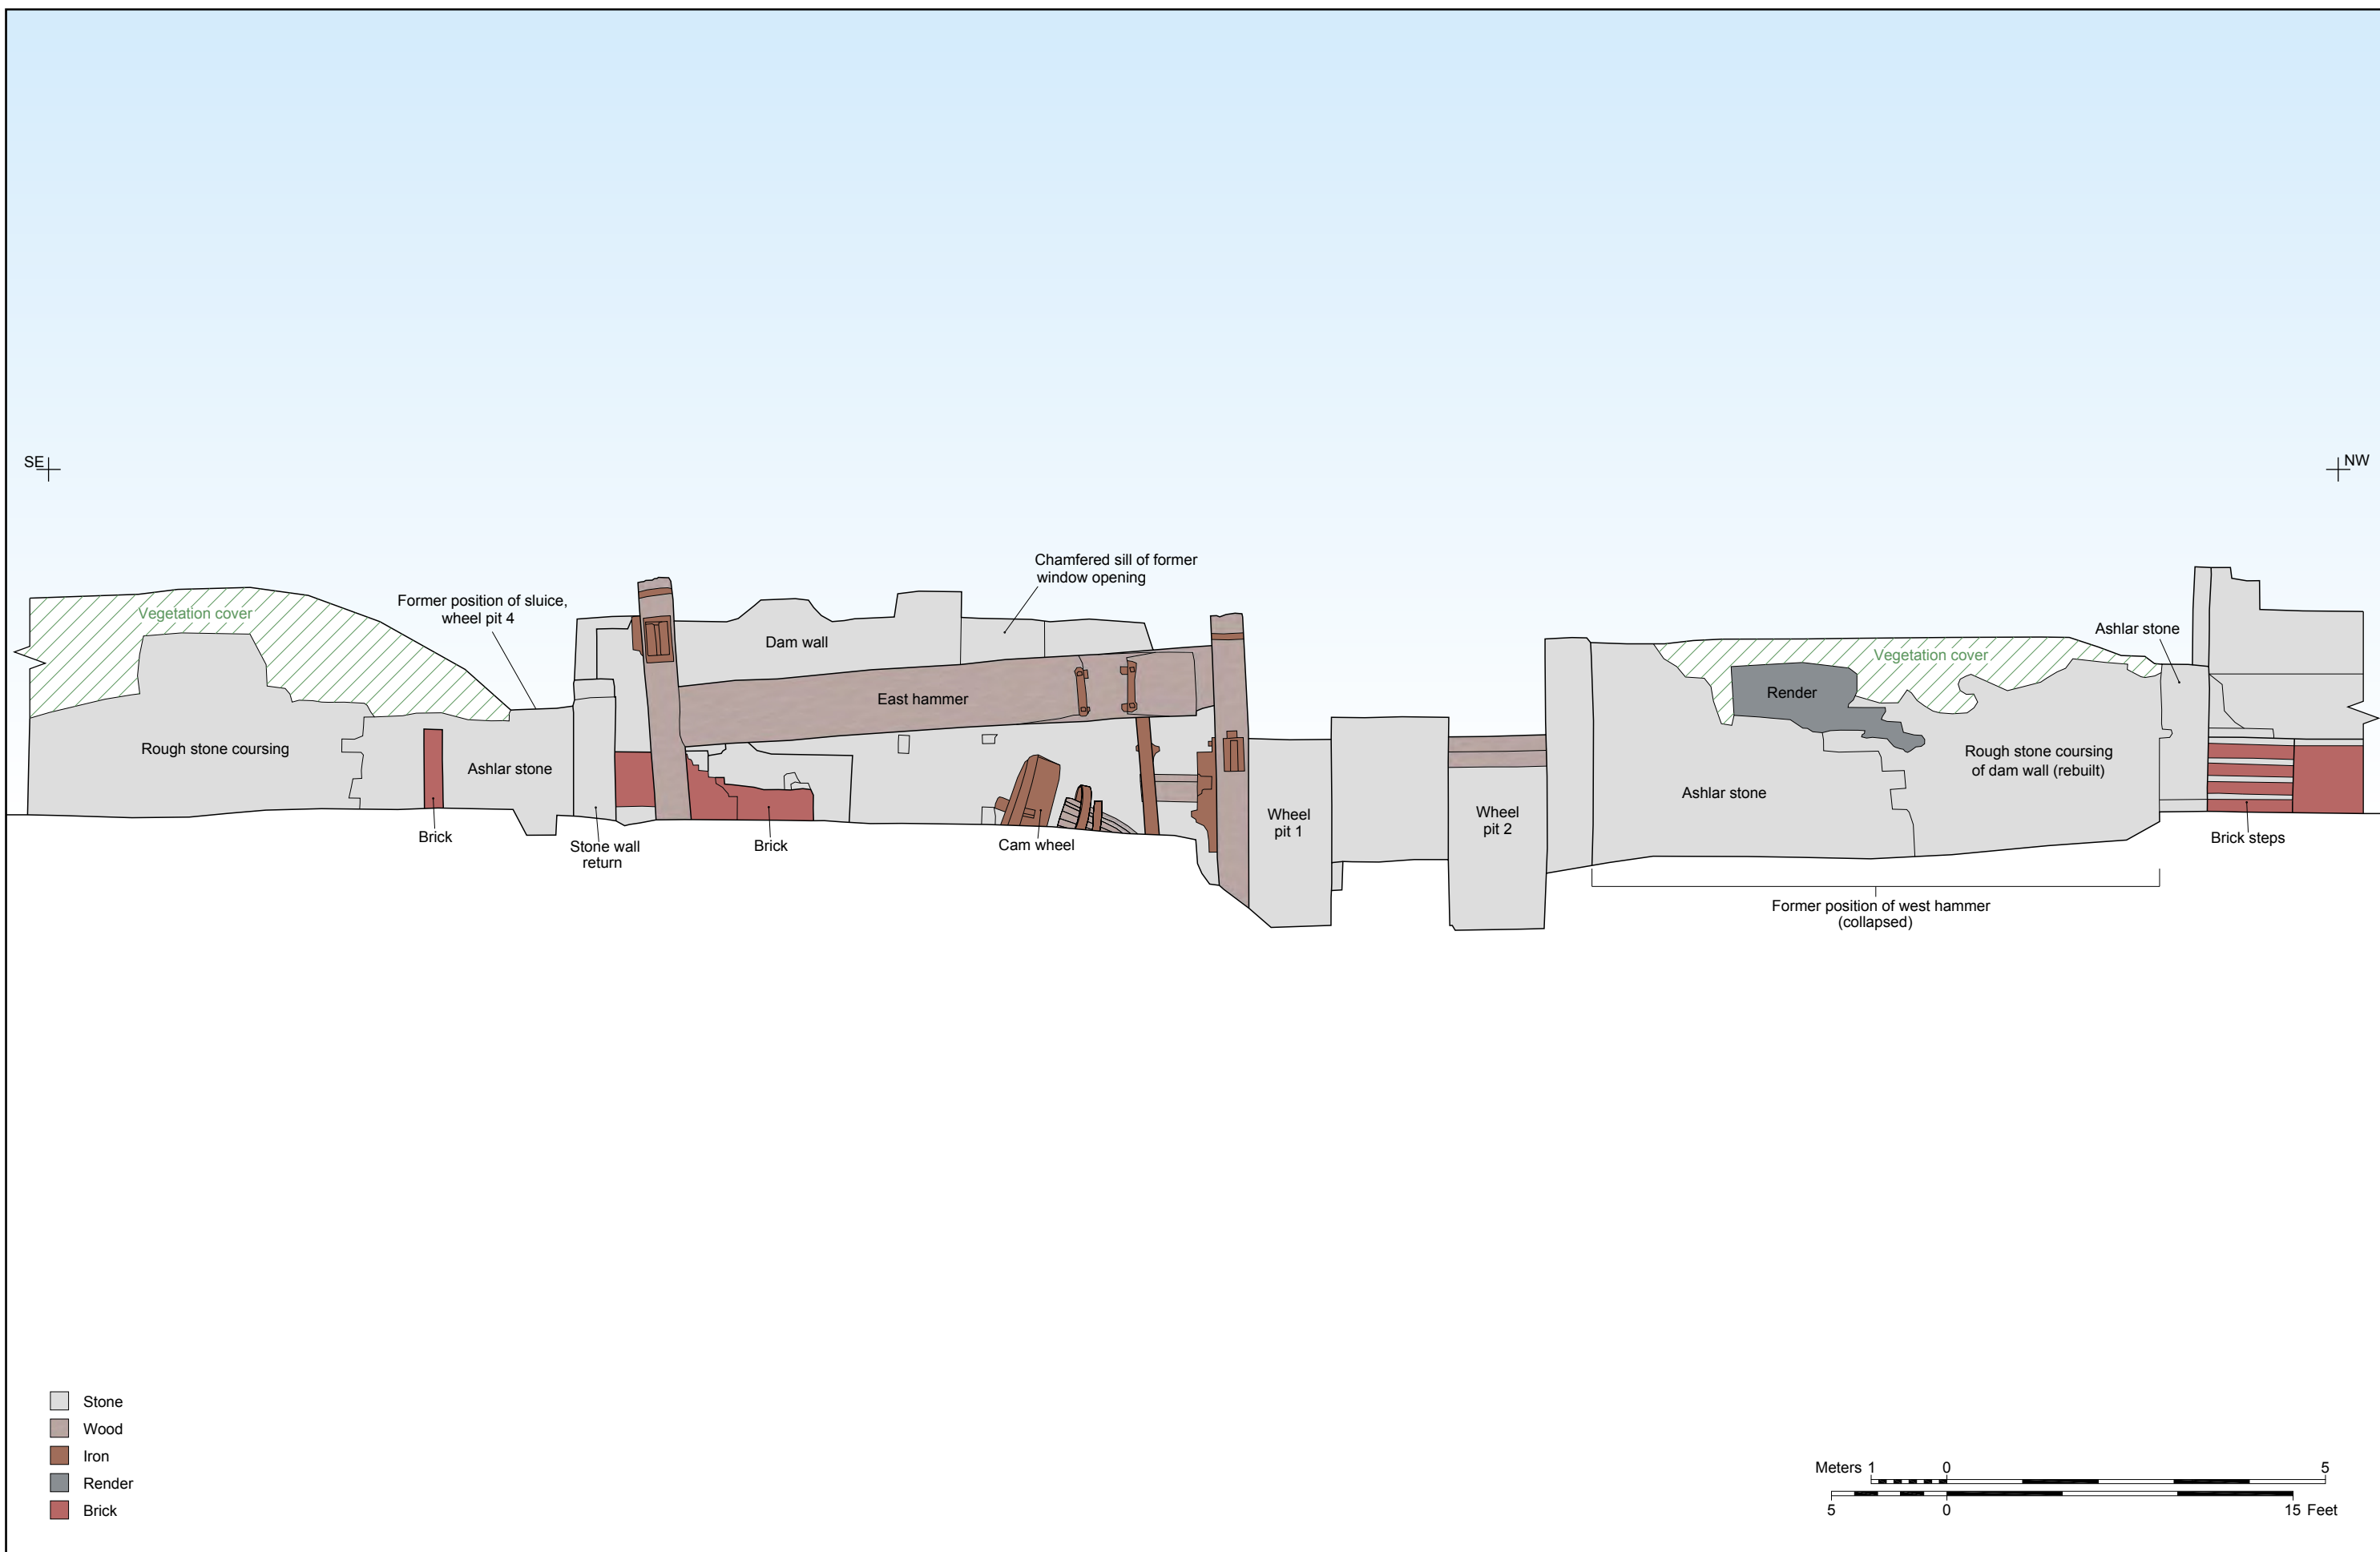 SE
NW
Chamfered sill of former
window opening
Former position of sluice,
wheel pit 4
Vegetation cover
Dam wall
Ashlar stone
Vegetation cover
East hammer
Render
Rough stone coursing
Ashlar stone
Rough stone coursing
of dam wall (rebuilt)
Ashlar stone
Wheel
pit 1
Wheel
pit 2
Brick
Stone wall
return
Brick
Cam wheel
Brick steps
Former position of west hammer
(collapsed)
Stone
Wood
Iron
Render
Brick
Meters 1 0 5
5 0 15 Feet